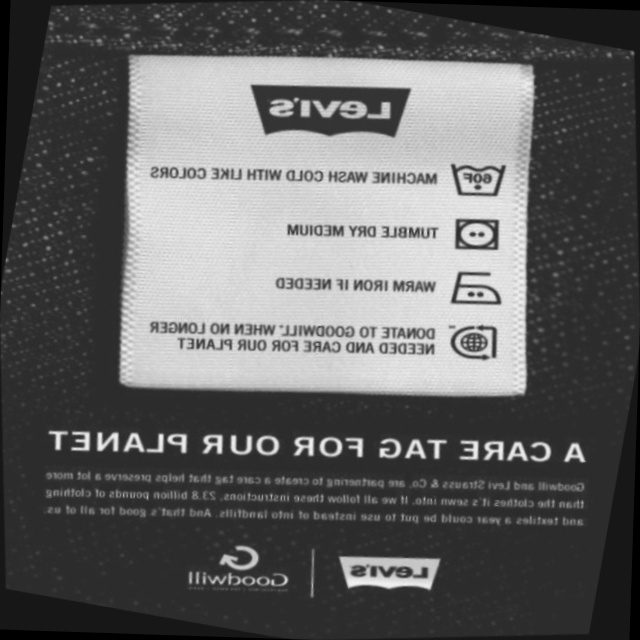 LEVI'S
60F
MACHINE WASH COLD WITH LIKE COLORS
TUMBLE DRY MEDIUM
WARM IRON IF NEEDED
DONATE TO GOODWILL™ WHEN NO LONGER
NEEDED AND CARE FOR OUR PLANET
A CARE TAG FOR OUR PLANET
Goodwill and Levi Strauss & Co. are partnering to create a care tag that helps preserve a lot more
than the clothes it's sewn into. If we all follow these instructions, 23.8 billion pounds of clothing
and textiles a year could be put to use instead of into landfills. And that's good for all of us.
Goodwill
LEVI'S